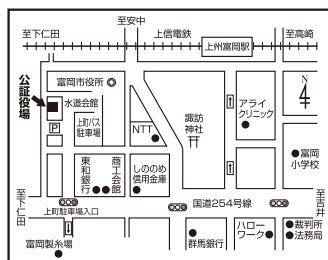 至安中
至下仁田
上信電鉄
至高崎
上州富岡駅
公証役場
富岡市役所
水道会館
P
上町バス
駐車場
NTT
諏訪
神社
アライ
クリニック
N
4
富岡
小学校
東和銀行
商工会館
しののめ
信用金庫
至下仁田
至吉井
上町駐車場入口
国道254号線
富岡製糸場
群馬銀行
ハロー
ワーク
裁判所
法務局